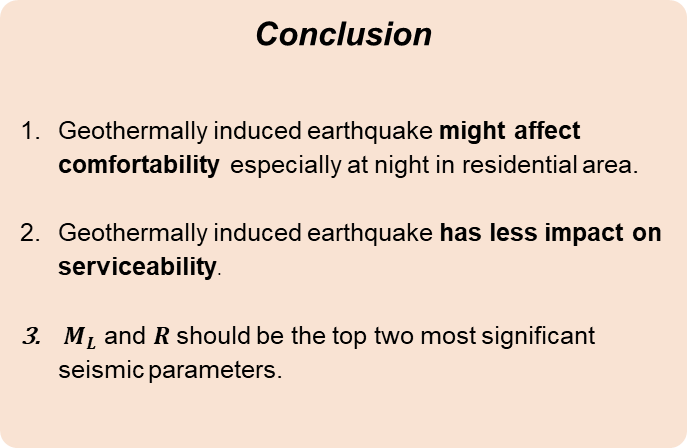 Conclusion
1. Geothermally induced earthquake might affect
comfortability especially at night in residential area.
2. Geothermally induced earthquake has less impact on
serviceability.
3. M_L and R should be the top two most significant
seismic parameters.